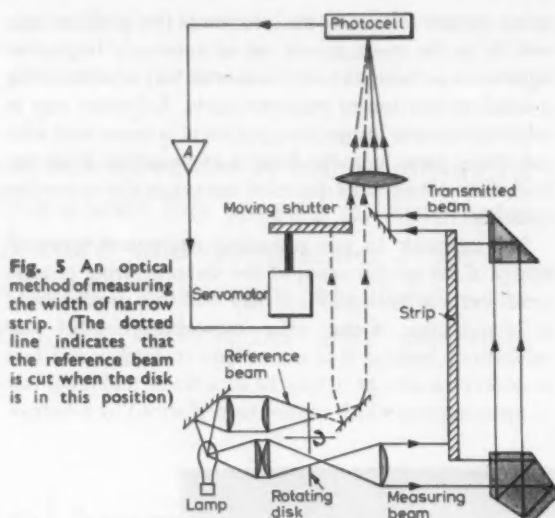 Photocell
A
Transmitted
beam
Moving shutter
Fig. 5 An optical
method of measuring
the width of narrow
strip. (The dotted
line indicates that
the reference beam
is cut when the disk
is in this position)
Servomotor
Strip
Reference
beam
Lamp
Rotating
disk
Measuring
beam